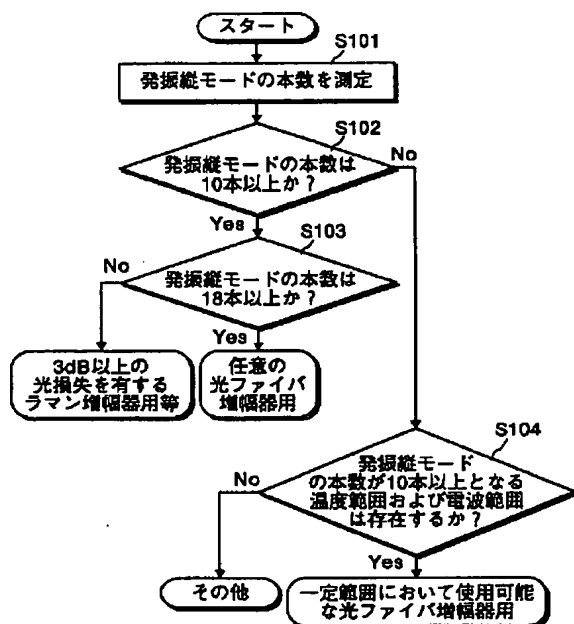 スタート
S101
発振縦モードの本数を測定
S102
発振縦モードの本数は
10本以上か？
No
Yes
S103
発振縦モードの本数は
18本以上か？
No
Yes
3dB以上の
光損失を有する
ラマン増幅器用等
任意の
光ファイバ
増幅器用
S104
発振縦モード
の本数が10本以上となる
温度範囲および電波範囲
は存在するか？
No
Yes
その他
一定範囲において使用可能
な光ファイバ増幅器用